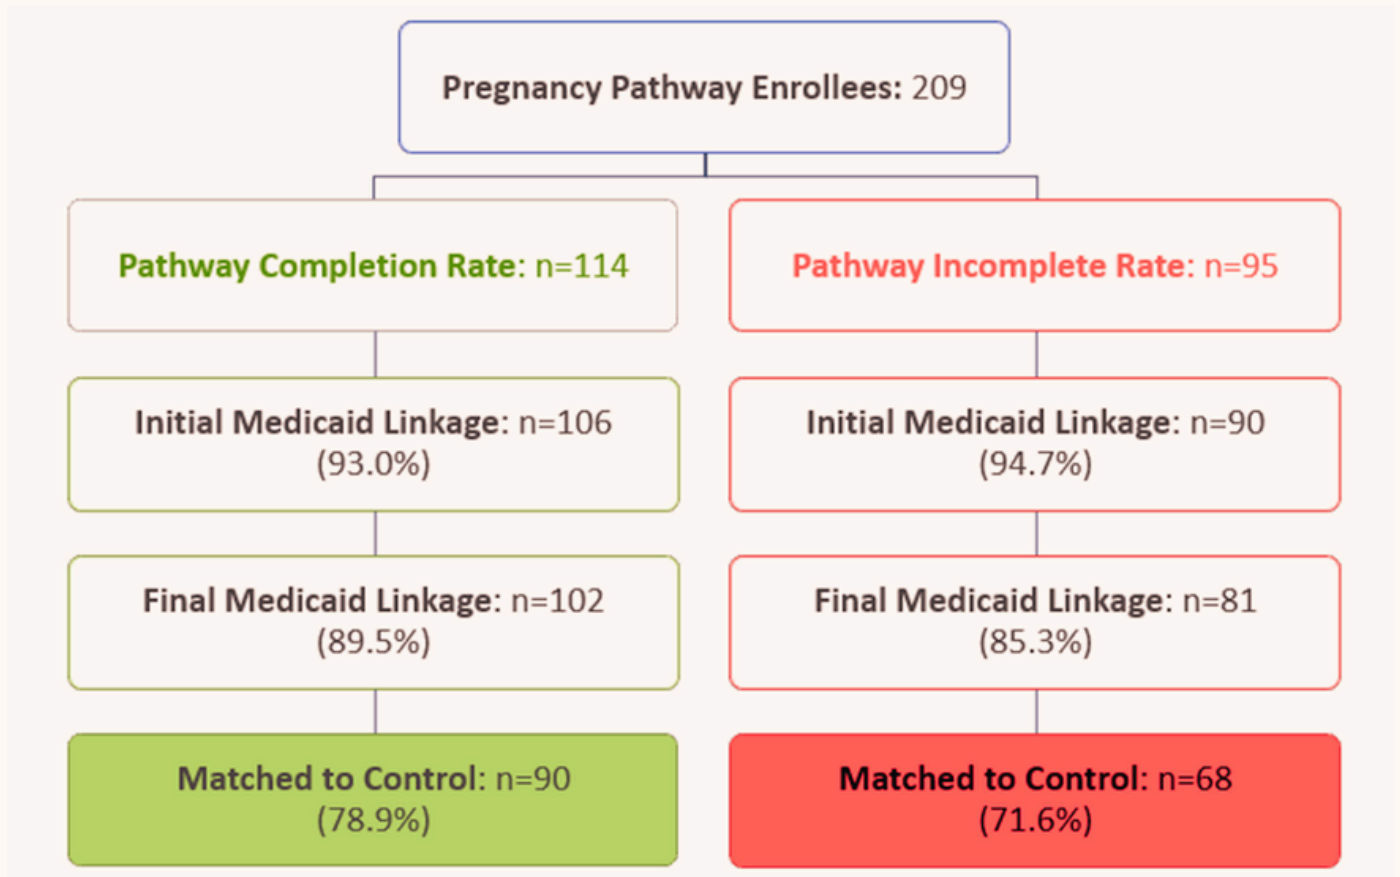 Pregnancy Pathway Enrollees: 209
Pathway Completion Rate: n=114
Pathway Incomplete Rate: n=95
Initial Medicaid Linkage: n=106
(93.0%)
Initial Medicaid Linkage: n=90
(94.7%)
Final Medicaid Linkage: n=102
(89.5%)
Final Medicaid Linkage: n=81
(85.3%)
Matched to Control: n=90
(78.9%)
Matched to Control: n=68
(71.6%)